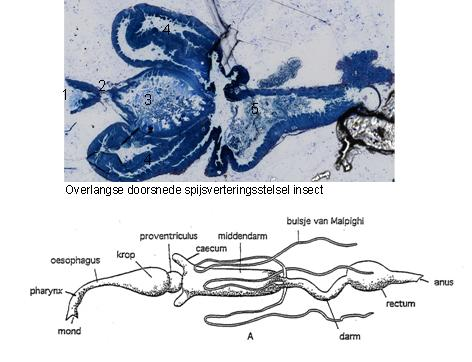 4
1
2
3
5
4
Overlangse doorsnede spijsverteringsstelsel insect
buisje van Malpighi
proventriculus
middendarm
caecum
krop
oesophagus
anus
pharynx
rectum
mond
A
darm